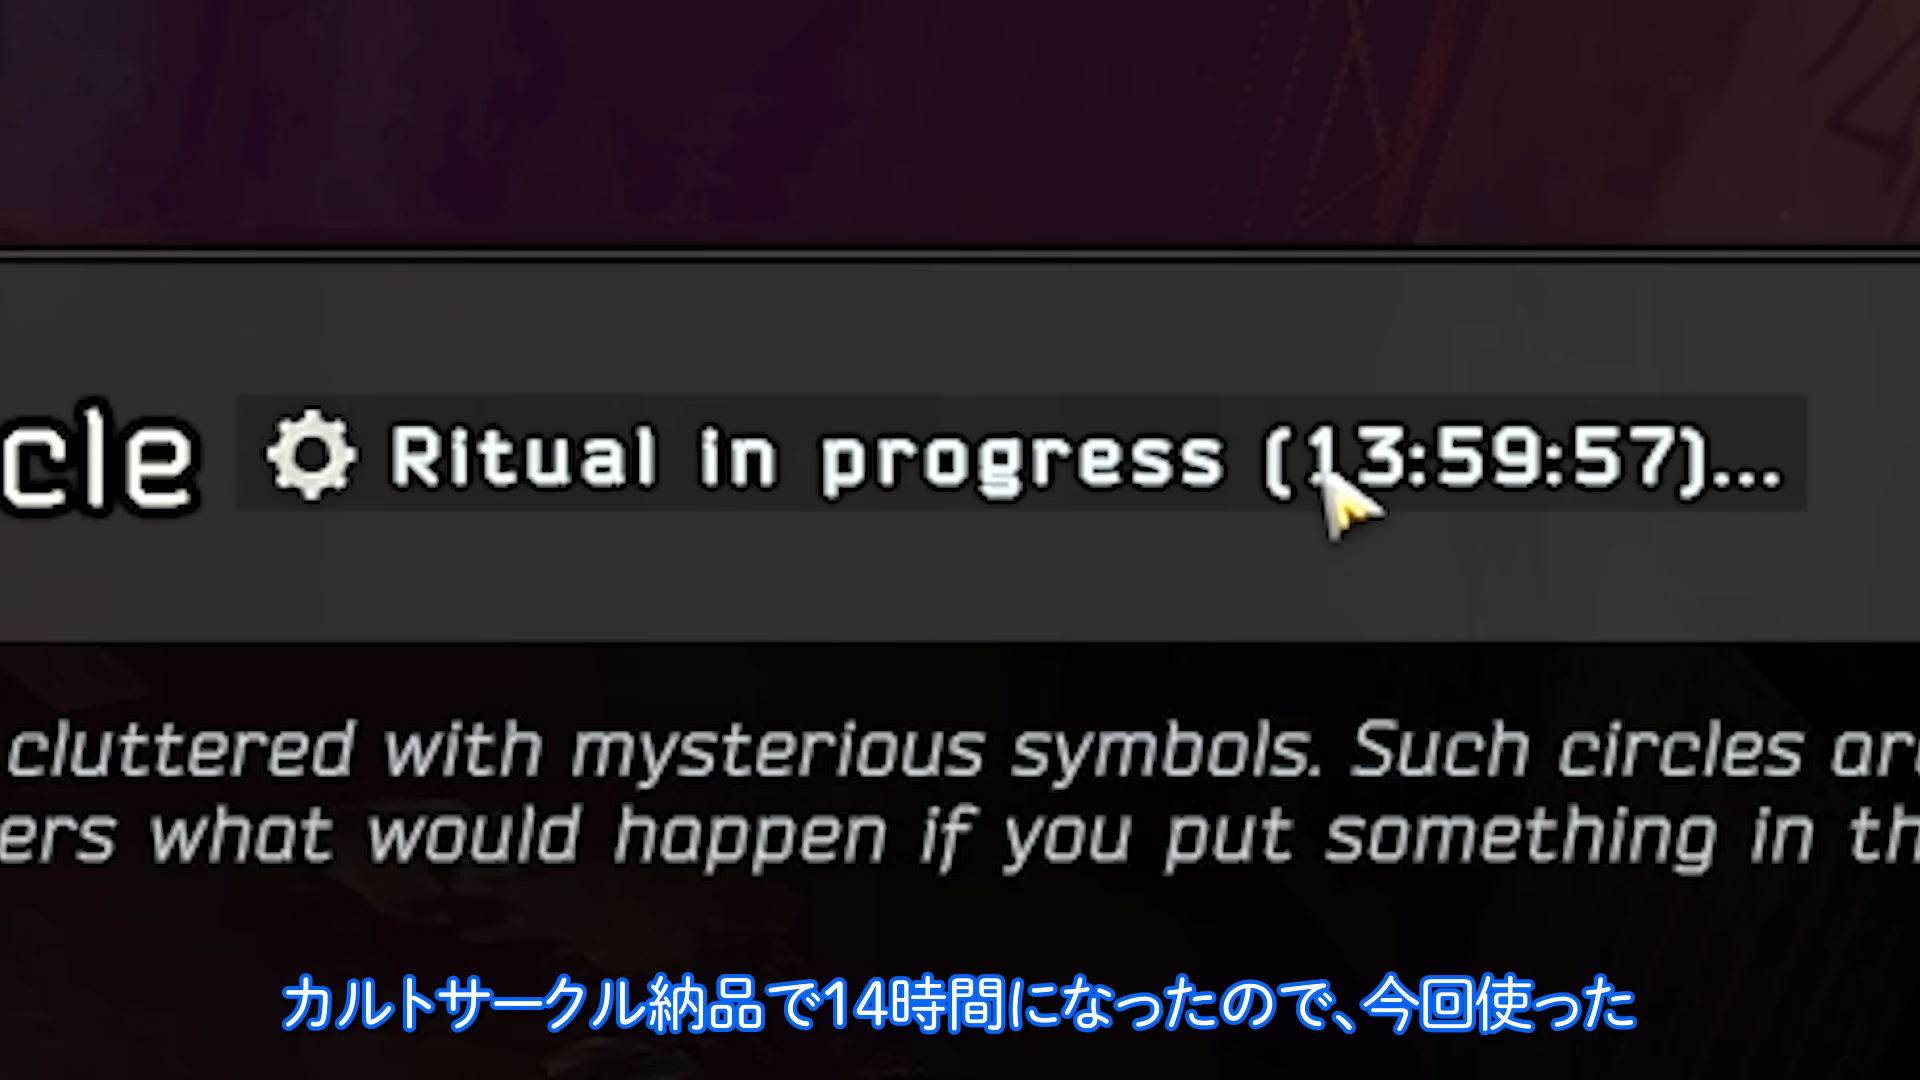 cle Ritual in progress (13:59:57)...
cluttered with mysterious symbols. Such circles are
ers what would happen if you put something in th
カルトサークル納品で14時間になったので、今回使った